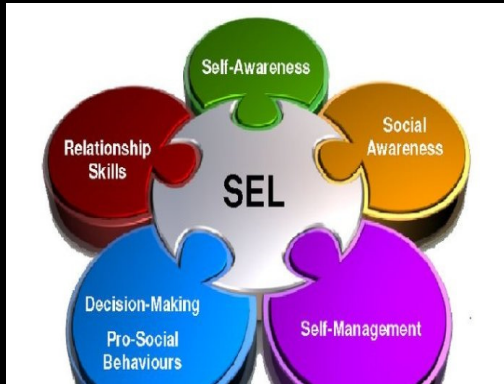 Self-Awareness
Social
Awareness
Relationship
Skills
SEL
Decision-Making
Pro-Social
Behaviours
Self-Management